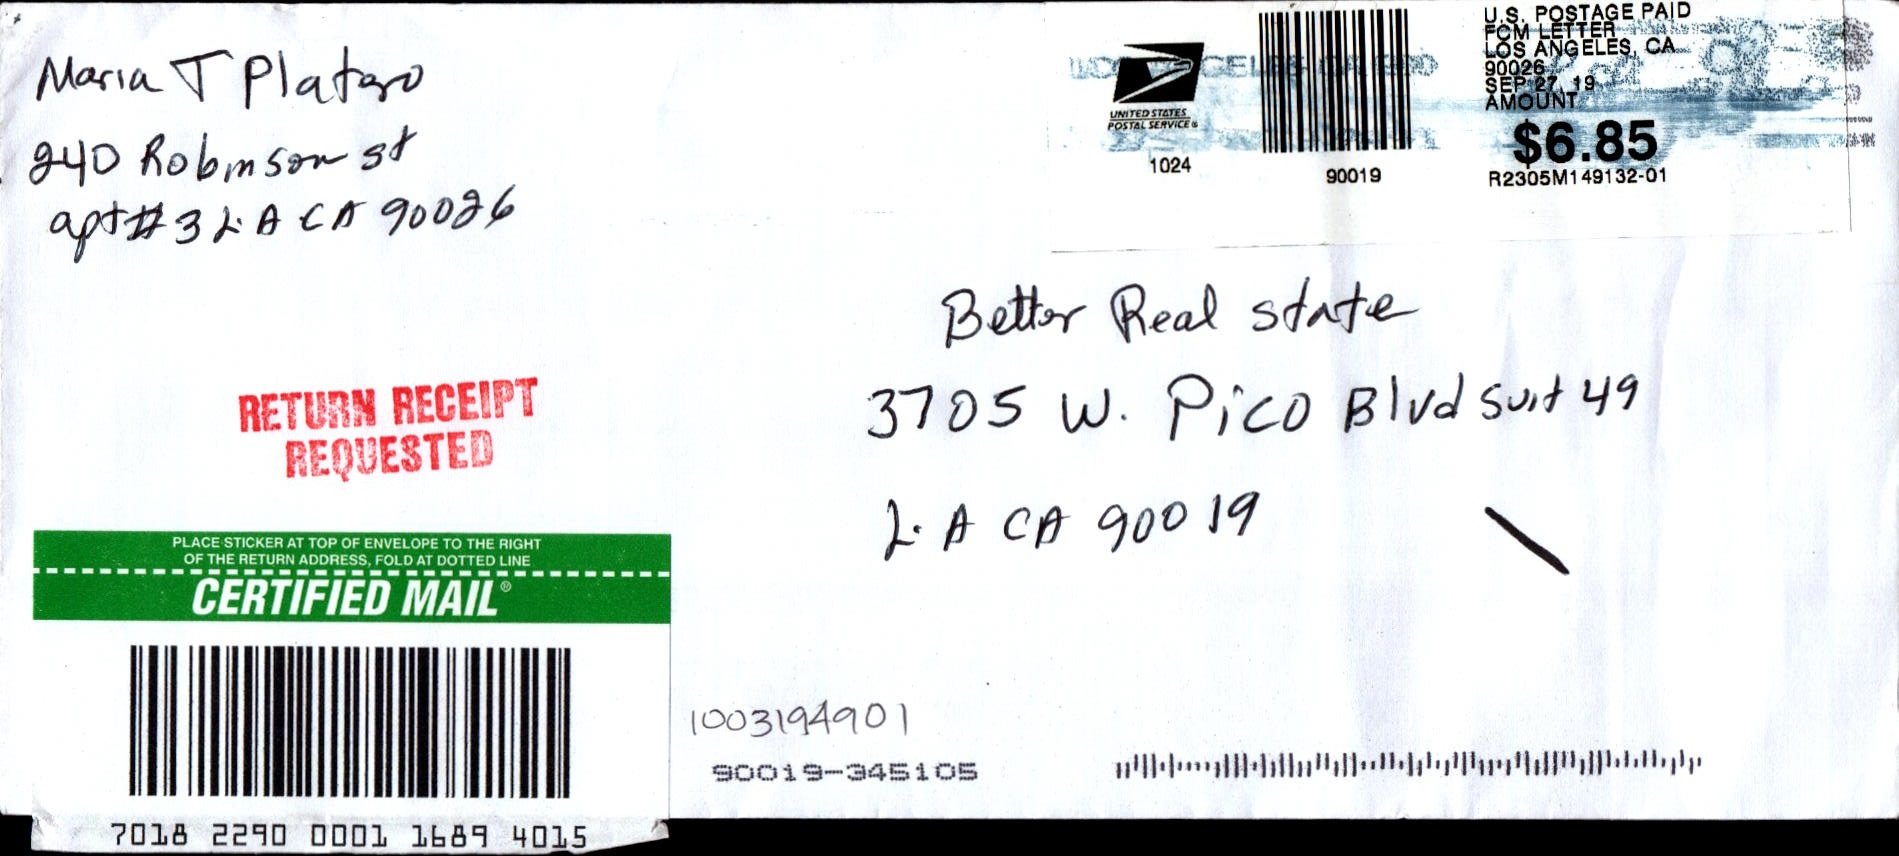 Maria T Platero
240 Robinson st
apt #3 L.A CA 90026
UNITED STATES
POSTAL SERVICE®
1024
90019
U.S. POSTAGE PAID
FCM LETTER
LOS ANGELES, CA
90026
SEP 27, 19
AMOUNT
$6.85
R2305M149132-01
Better Real state
3705 W. Pico Blvd suit 49
L.A CA 90019
RETURN RECEIPT
REQUESTED
PLACE STICKER AT TOP OF ENVELOPE TO THE RIGHT
OF THE RETURN ADDRESS, FOLD AT DOTTED LINE
CERTIFIED MAIL®
7018 2290 0001 1689 4015
1003194901
90019-345105